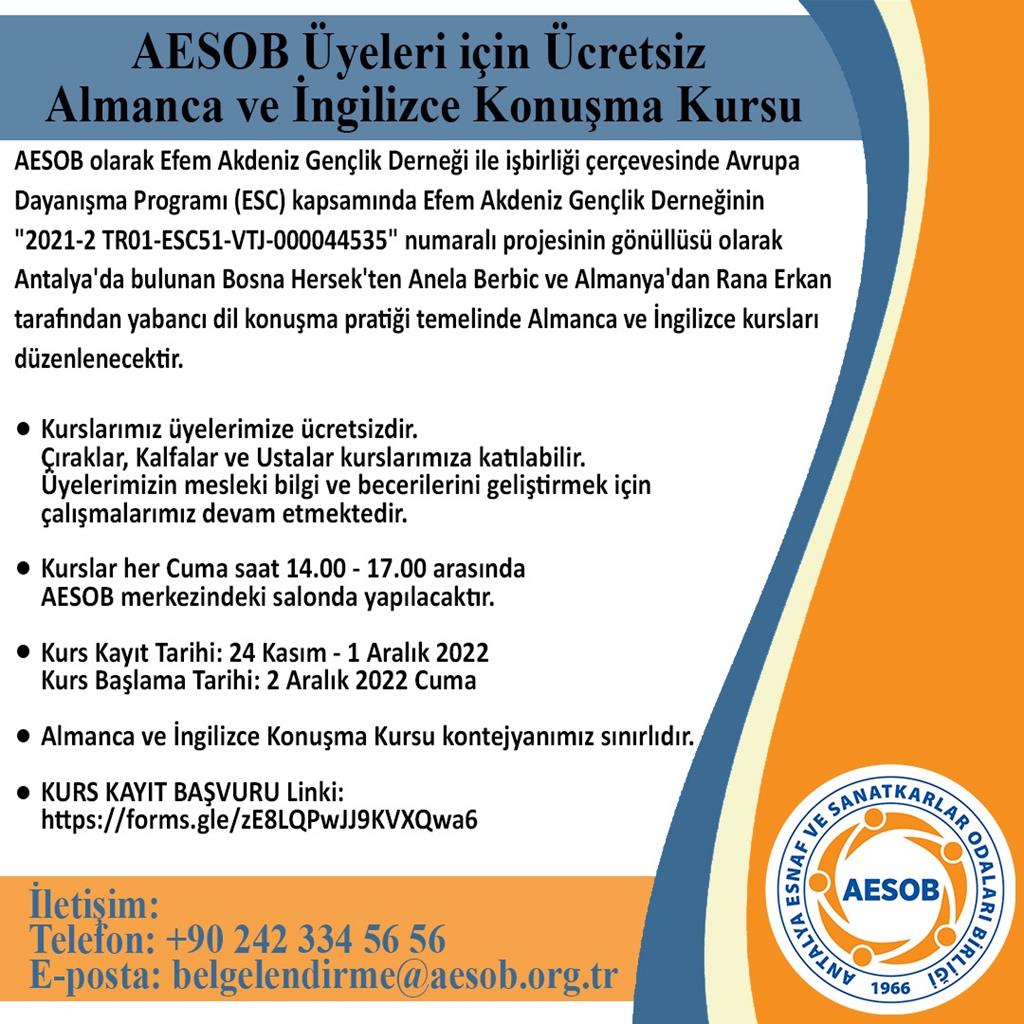 AESOB Üyeleri için Ücretsiz
Almanca ve İngilizce Konuşma Kursu
AESOB olarak Efem Akdeniz Gençlik Derneği ile işbirliği çerçevesinde Avrupa
Dayanışma Programı (ESC) kapsamında Efem Akdeniz Gençlik Derneğinin
"2021-2 TR01-ESC51-VTJ-000044535" numaralı projesinin gönüllüsü olarak
Antalya'da bulunan Bosna Hersek'ten Anela Berbic ve Almanya'dan Rana Erkan
tarafından yabancı dil konuşma pratiği temelinde Almanca ve İngilizce kursları
düzenlenecektir.
• Kurslarımız üyelerimize ücretsizdir.
Çıraklar, Kalfalar ve Ustalar kurslarımıza katılabilir.
Üyelerimizin mesleki bilgi ve becerilerini geliştirmek için
çalışmalarımız devam etmektedir.
• Kurslar her Cuma saat 14.00 - 17.00 arasında
AESOB merkezindeki salonda yapılacaktır.
• Kurs Kayıt Tarihi: 24 Kasım - 1 Aralık 2022
Kurs Başlama Tarihi: 2 Aralık 2022 Cuma
• Almanca ve İngilizce Konuşma Kursu kontejyanımız sınırlıdır.
• KURS KAYIT BAŞVURU Linki:
https://forms.gle/zE8LQPwJJ9KVXQwa6
İletişim:
Telefon: +90 242 334 56 56
E-posta: belgelendirme@aesob.org.tr
ANTALYA ESNAF VE SANATKARLAR ODALARI BİRLİĞİ
AESOB
1966